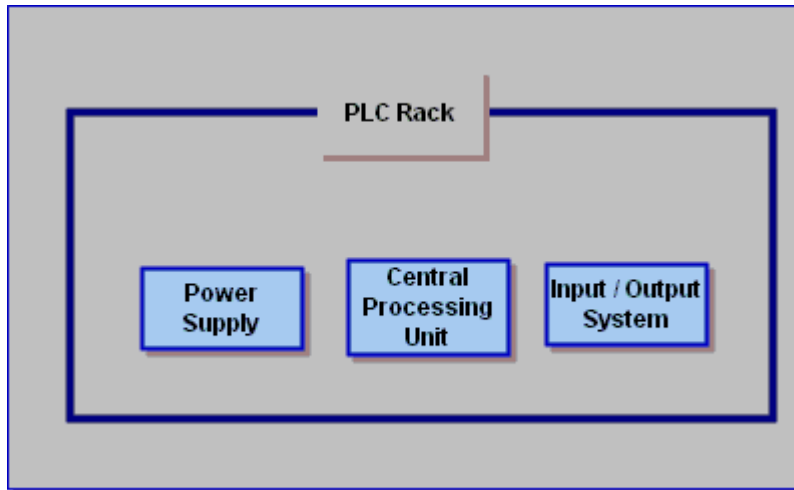 PLC Rack
Power
Supply
Central
Processing
Unit
Input / Output
System